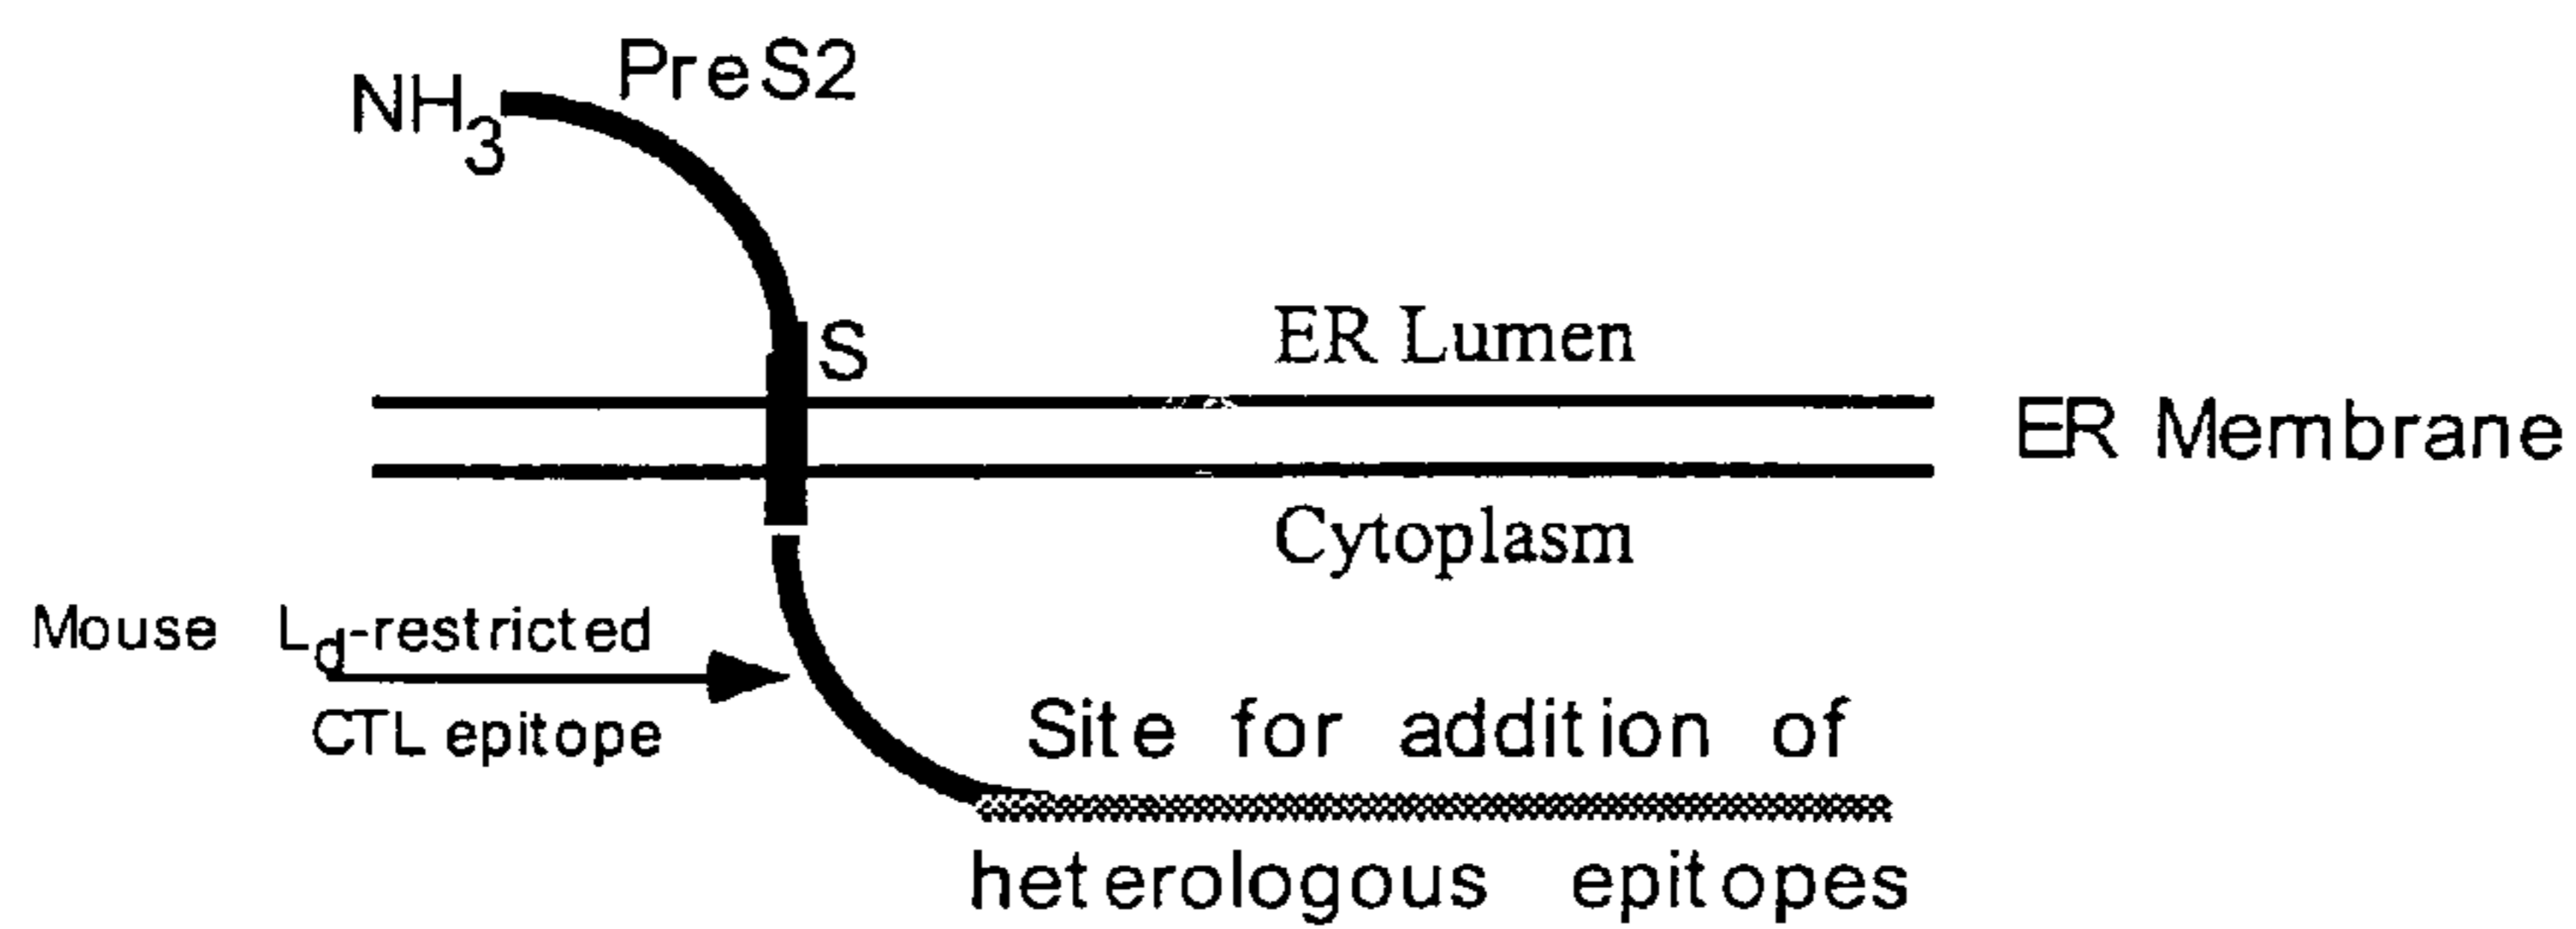 PreS2
NH3
S
ER Lumen
ER Membrane
Cytoplasm
Mouse Ld-restricted
CTL epitope
Site for addition of
heterologous epitopes